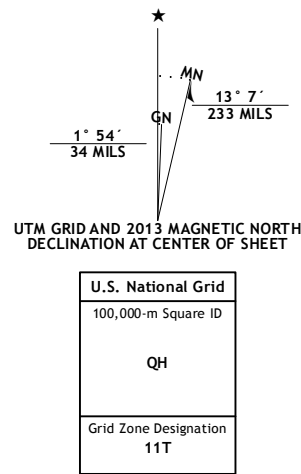 ★
MN
GN
13° 7´
233 MILS
1° 54´
34 MILS
UTM GRID AND 2013 MAGNETIC NORTH
DECLINATION AT CENTER OF SHEET
U.S. National Grid
100,000-m Square ID
QH
Grid Zone Designation
11T